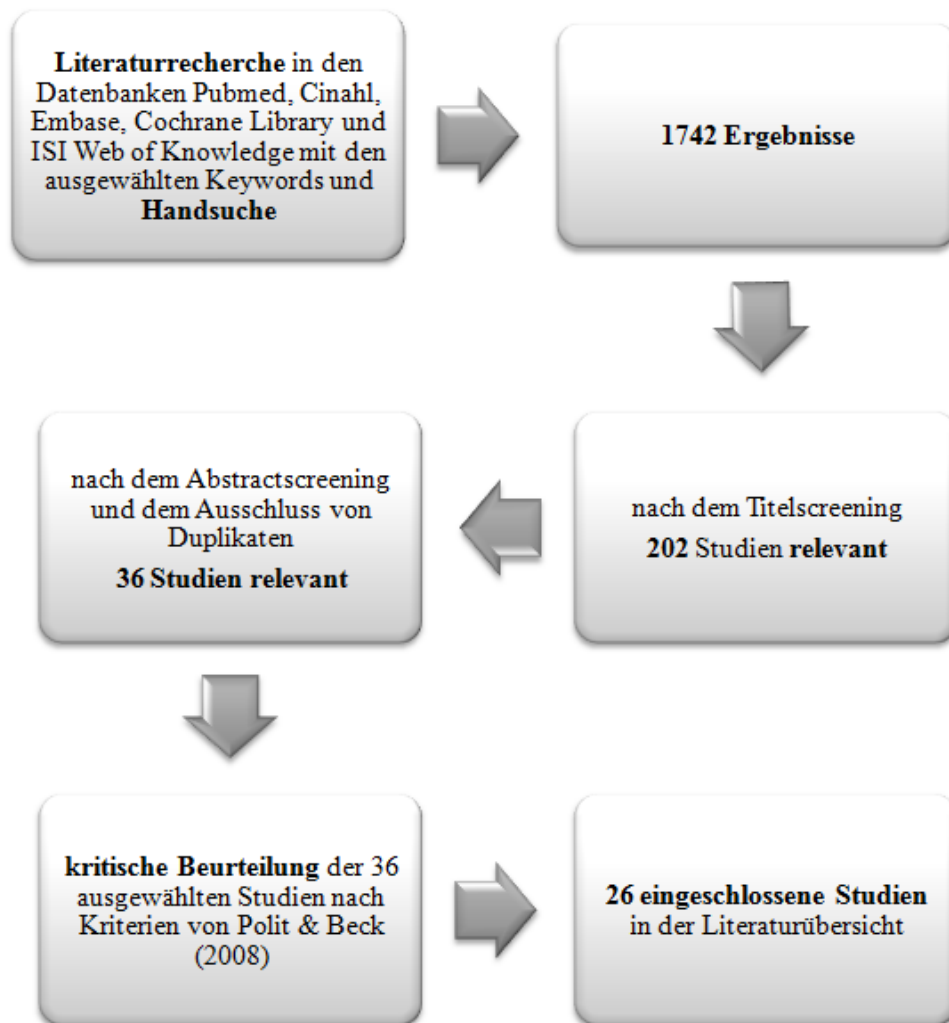 Literaturrecherche in den
Datenbanken Pubmed, Cinahl,
Embase, Cochrane Library und
ISI Web of Knowledge mit den
ausgewählten Keywords und
Handsuche
1742 Ergebnisse
nach dem Titelscreening
202 Studien relevant
nach dem Abstractscreening
und dem Ausschluss von
Duplikaten
36 Studien relevant
kritische Beurteilung der 36
ausgewählten Studien nach
Kriterien von Polit & Beck
(2008)
26 eingeschlossene Studien
in der Literaturübersicht